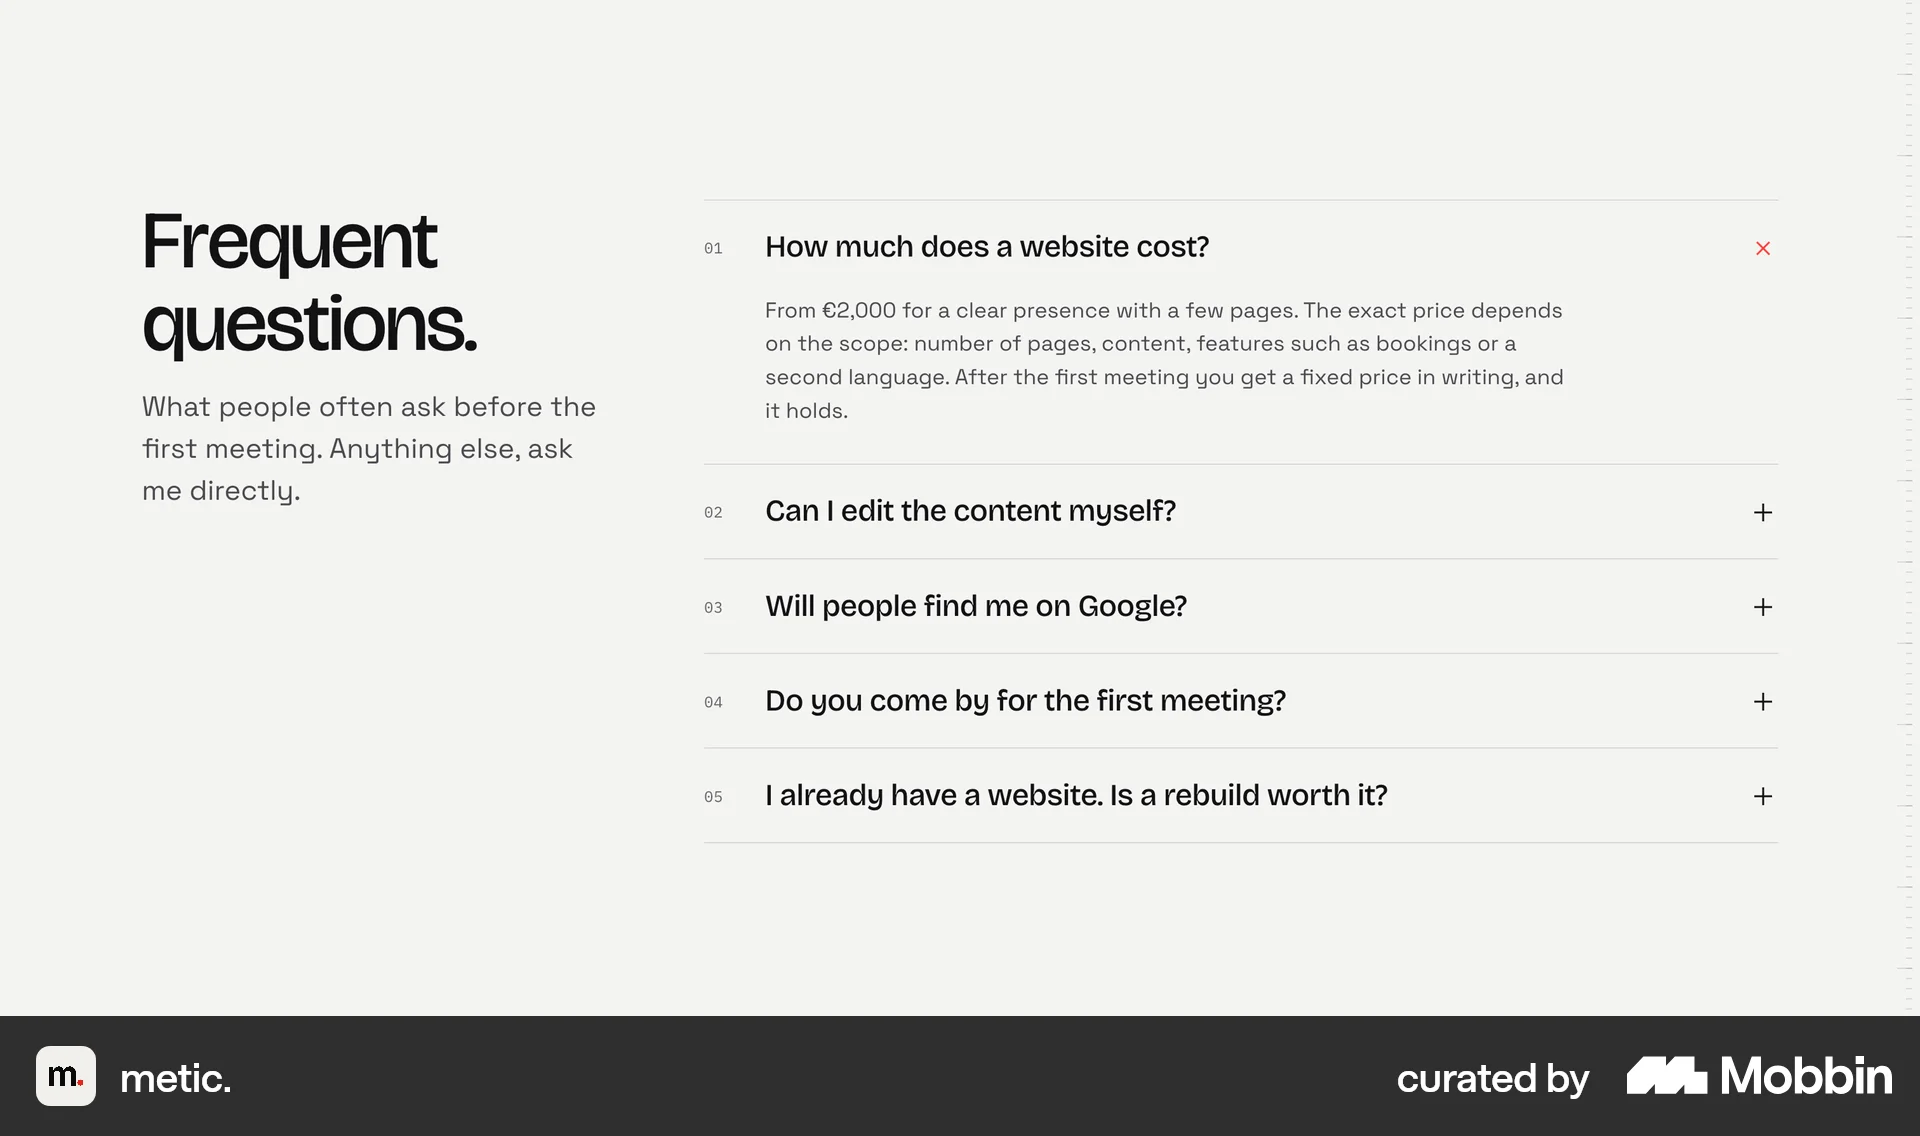 Frequent
questions.
What people often ask before the
first meeting. Anything else, ask
me directly.
01 How much does a website cost?
From €2,000 for a clear presence with a few pages. The exact price depends
on the scope: number of pages, content, features such as bookings or a
second language. After the first meeting you get a fixed price in writing, and
it holds.
02 Can I edit the content myself?
03 Will people find me on Google?
04 Do you come by for the first meeting?
05 I already have a website. Is a rebuild worth it?
m. metic.
curated by Mobbin